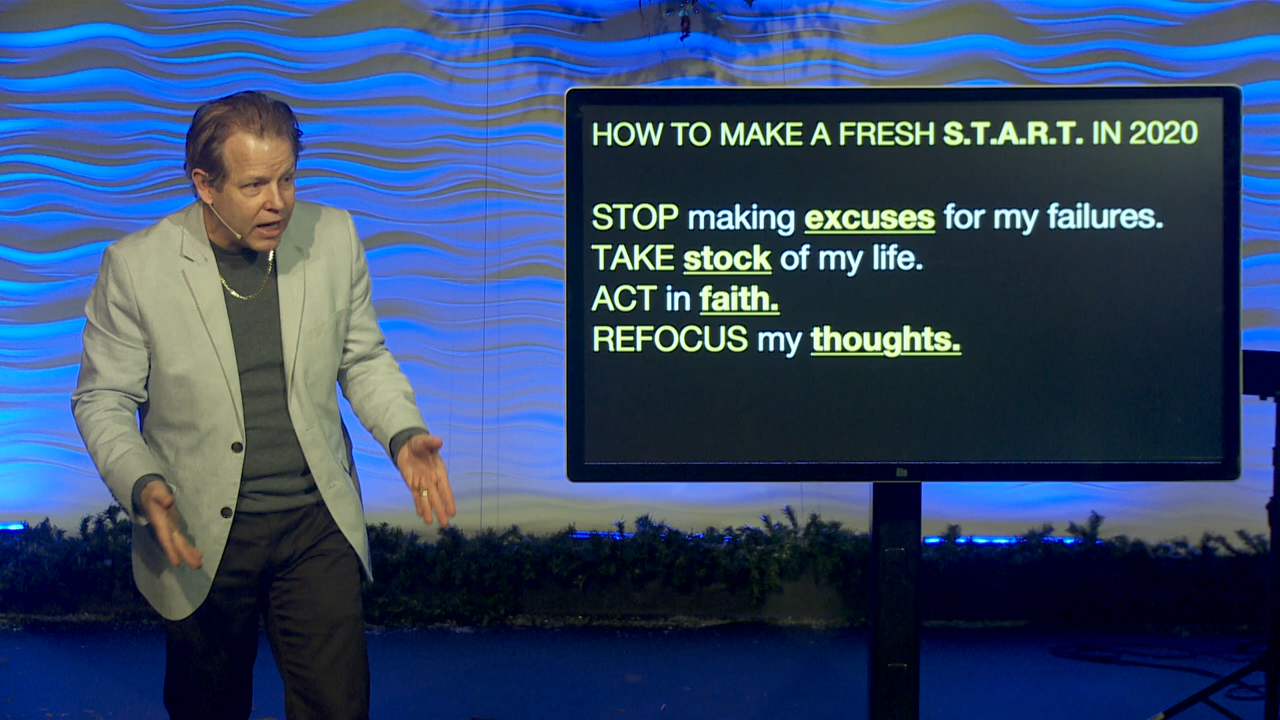 HOW TO MAKE A FRESH S.T.A.R.T. IN 2020
STOP making excuses for my failures.
TAKE stock of my life.
ACT in faith.
REFOCUS my thoughts.